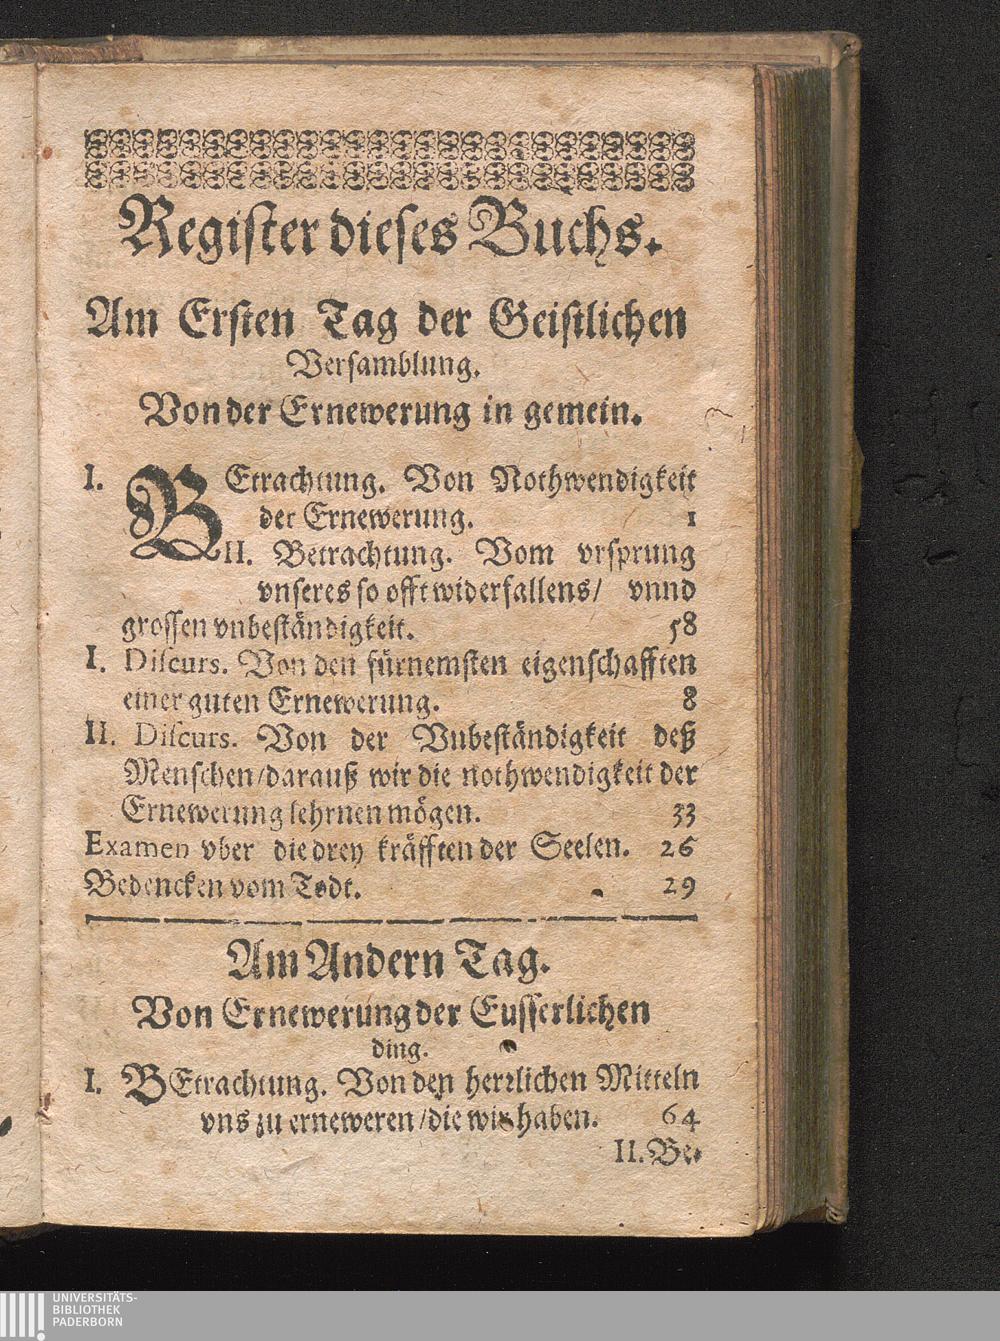 Register dieses Buchs.
Am Ersten Tag der Geistlichen
Versamblung.
Von der Ernewerung in gemein.
I. BEtrachtung. Von Nothwendigkeit
der Ernewerung. 1
II. Betrachtung. Vom vrsprung
vnseres so offt widerfallens/ vnnd
grossen vnbeständigkeit. 58
I. Discurs. Von den fürnemsten eigenschafften
einer guten Ernewerung. 8
II. Discurs. Von der Vnbeständigkeit deß
Menschen/darauß wir die nothwendigkeit der
Ernewerung lehrnen mögen. 33
Examen vber die drey kräfften der Seelen. 26
Bedencken vom Todt. 29
Am Andern Tag.
Von Ernewerung der Eusserlichen
ding.
I. BEtrachtung. Von den herrlichen Mitteln
vns zu erneweren/die wir haben. 64
II. Be-
UNIVERSITÄTS-
BIBLIOTHEK
PADERBORN